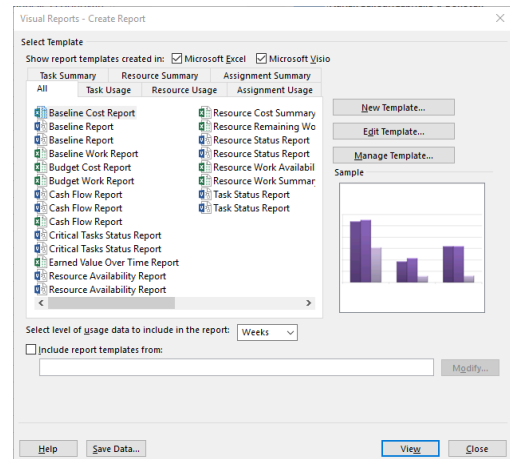 Visual Reports - Create Report
Select Template
Show report templates created in: Microsoft Excel Microsoft Visio
Task Summary Resource Summary Assignment Summary
All Task Usage Resource Usage Assignment Usage
Baseline Cost Report
Baseline Report
Baseline Report
Baseline Work Report
Budget Cost Report
Budget Work Report
Cash Flow Report
Cash Flow Report
Cash Flow Report
Critical Tasks Status Report
Critical Tasks Status Report
Earned Value Over Time Report
Resource Availability Report
Resource Availability Report
Resource Cost Summary
Resource Remaining Wo
Resource Status Report
Resource Status Report
Resource Work Availabil
Resource Work Summar
Task Status Report
Task Status Report
New Template...
Edit Template...
Manage Template...
Sample
Select level of usage data to include in the report: Weeks
Include report templates from:
Modify...
Help Save Data... View Close